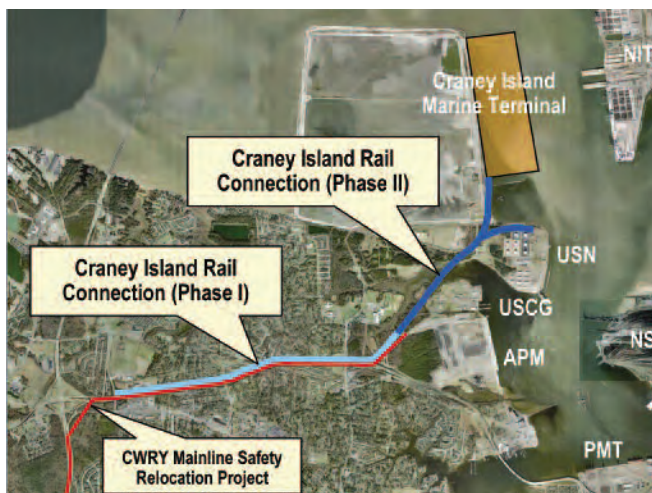 NIT
Craney Island
Marine Terminal
Craney Island Rail
Connection (Phase II)
USN
Craney Island Rail
Connection (Phase I)
USCG
NS
APM
CWRY Mainline Safety
Relocation Project
PMT